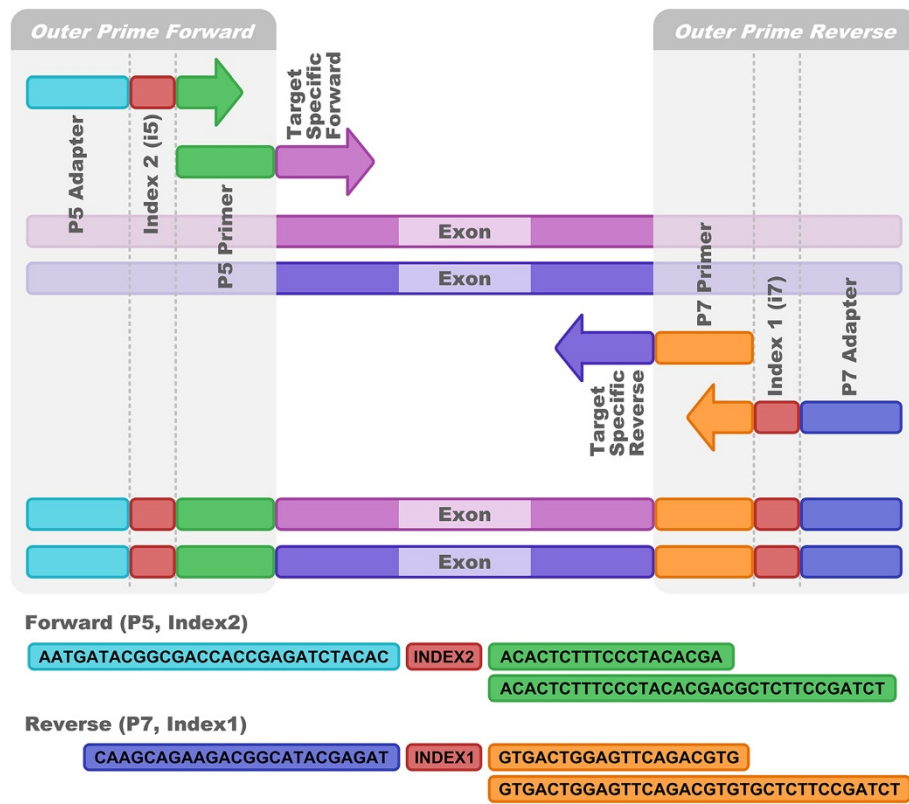 Outer Prime Forward
Outer Prime Reverse
P5 Adapter
Index 2 (i5)
P5 Primer
Target
Specific
Forward
Exon
Exon
P7 Primer
Index 1 (i7)
P7 Adapter
Target
Specific
Reverse
Exon
Exon
Forward (P5, Index2)
AATGATACGGCGACCACCGAGATCTACAC INDEX2 ACACTCTTTCCCTACACGA
ACACTCTTTCCCTACACGACGCTCTTCCGATCT
Reverse (P7, Index1)
CAAGCAGAAGACGGCATACGAGAT INDEX1 GTGACTGGAGTTCAGACGTG
GTGACTGGAGTTCAGACGTGTGCTCTTCCGATCT